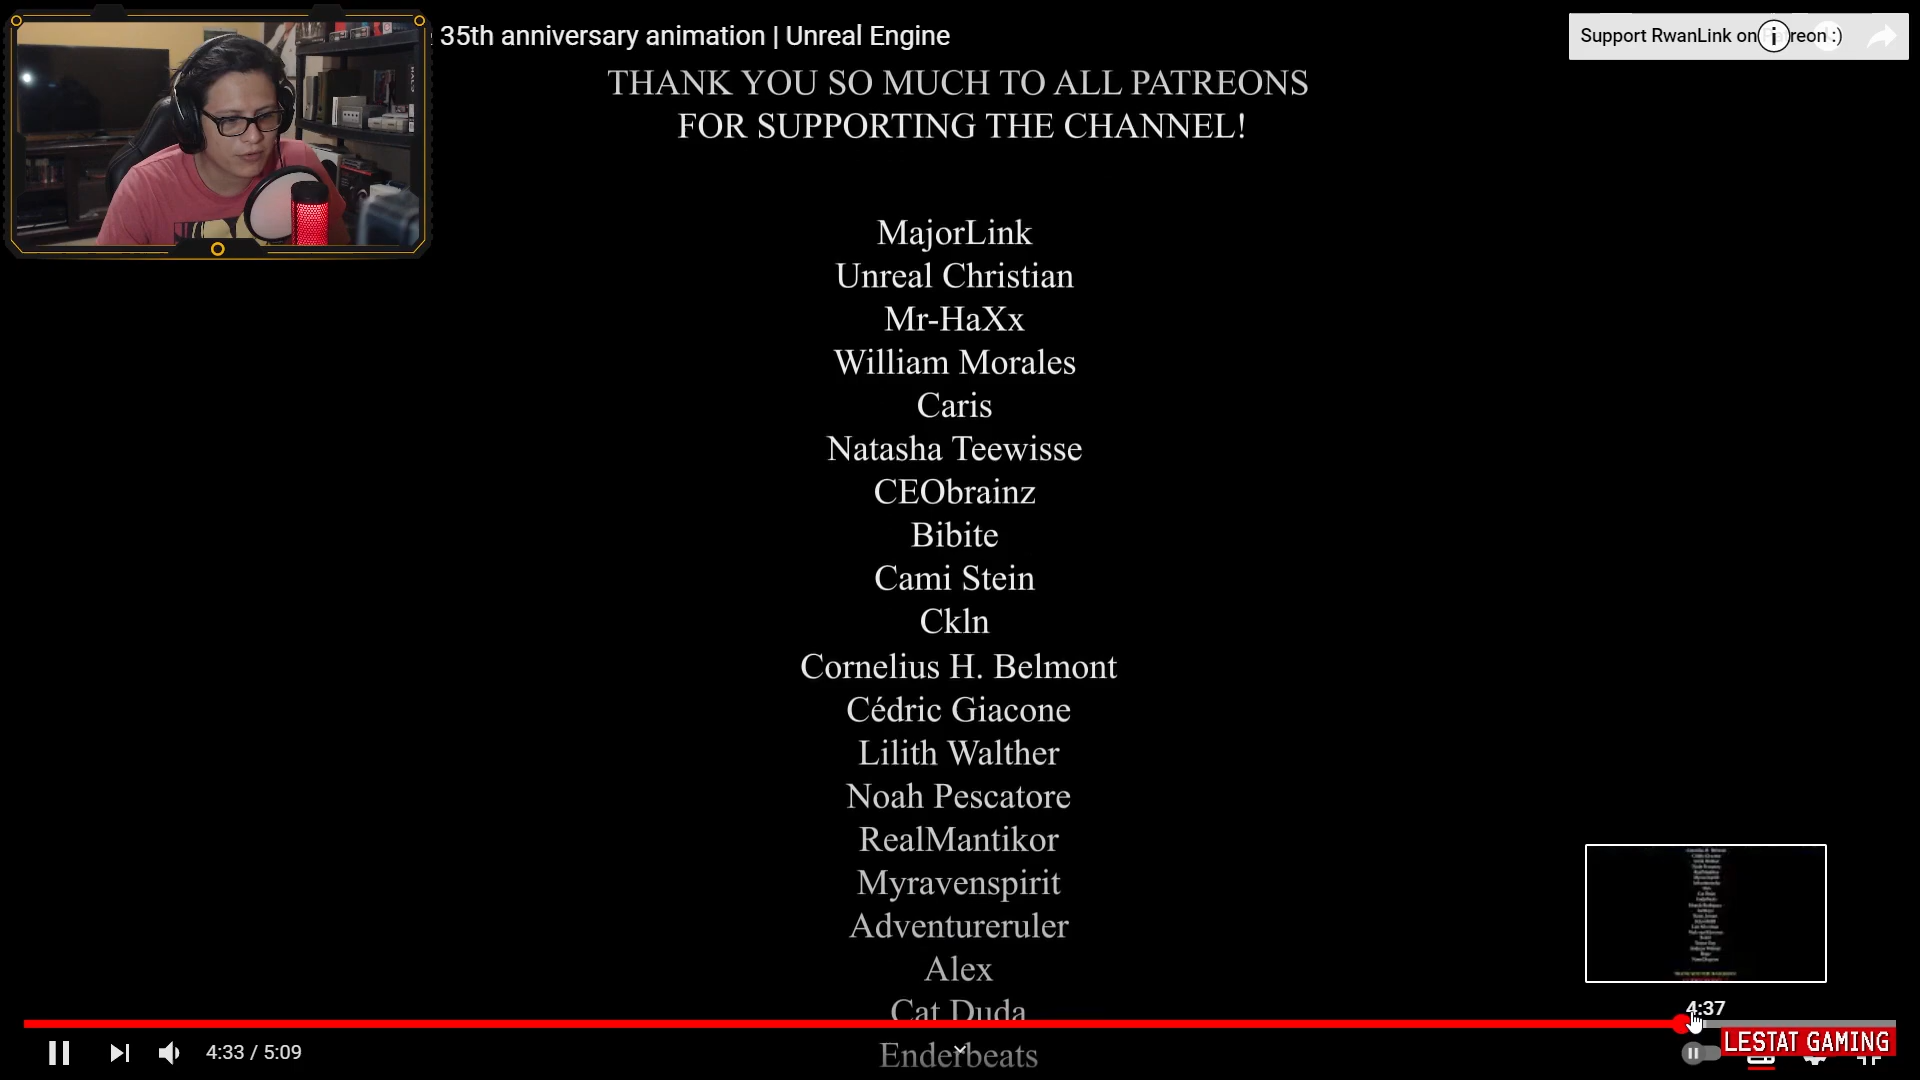 35th anniversary animation | Unreal Engine
Support RwanLink on Patreon :)
THANK YOU SO MUCH TO ALL PATREONS
FOR SUPPORTING THE CHANNEL!
MajorLink
Unreal Christian
Mr-HaXx
William Morales
Caris
Natasha Teewisse
CEObrainz
Bibite
Cami Stein
Ckln
Cornelius H. Belmont
Cédric Giacone
Lilith Walther
Noah Pescatore
RealMantikor
Myravenspirit
Adventureruler
Alex
Cat Duda
Enderbeats
4:37
4:33 / 5:09
LESTAT GAMING